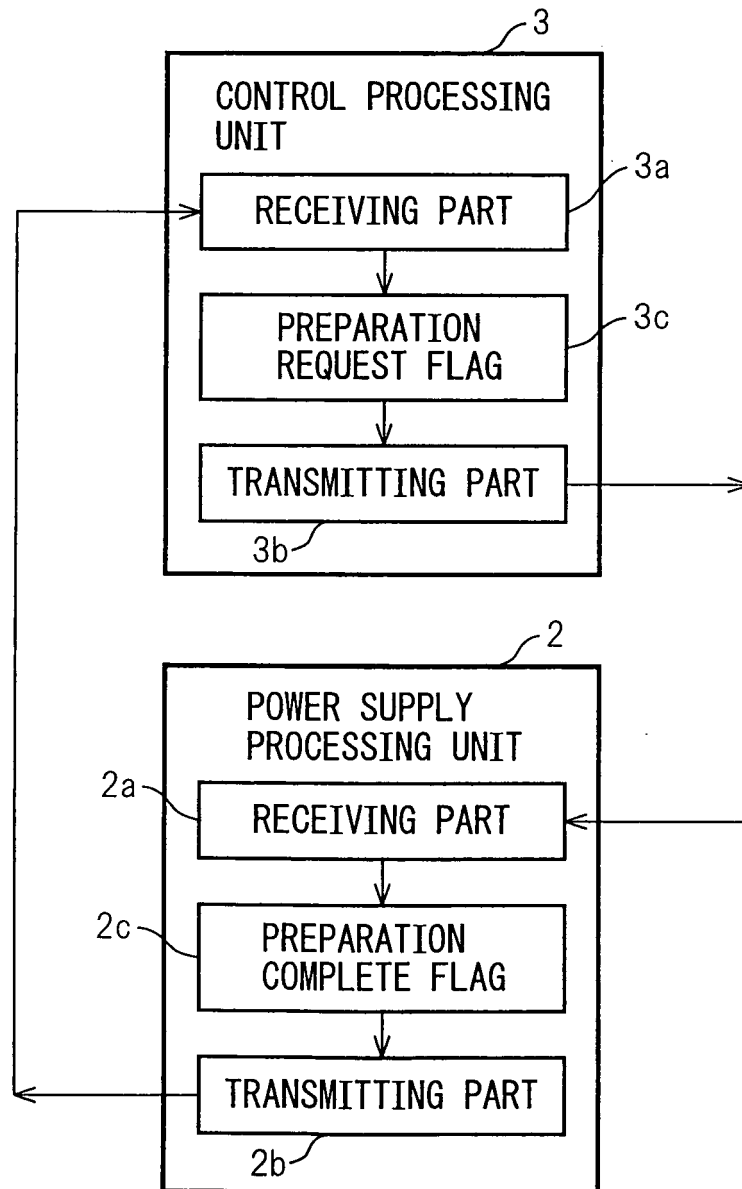 3
CONTROL PROCESSING
UNIT
3a
RECEIVING PART
3c
PREPARATION
REQUEST FLAG
TRANSMITTING PART
3b
2
POWER SUPPLY
PROCESSING UNIT
2a
RECEIVING PART
2c
PREPARATION
COMPLETE FLAG
TRANSMITTING PART
2b